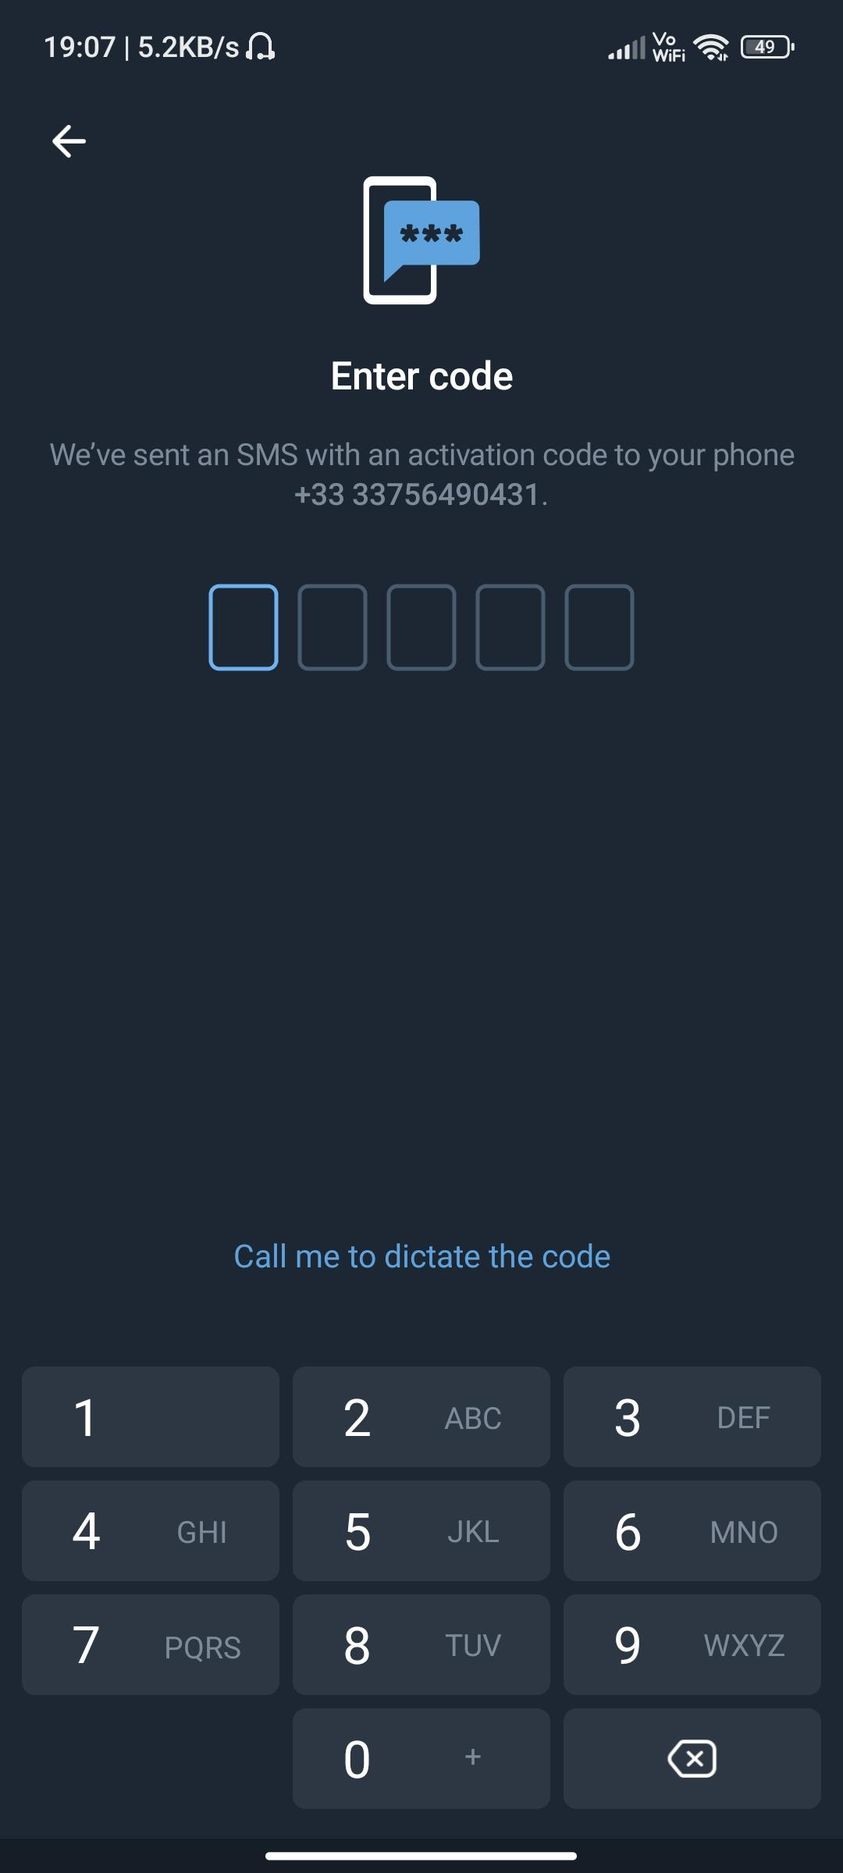 19:07 | 5.2KB/s Vo WiFi 49
***
Enter code
We’ve sent an SMS with an activation code to your phone
+33 33756490431.
Call me to dictate the code
1 2 ABC 3 DEF
4 GHI 5 JKL 6 MNO
7 PQRS 8 TUV 9 WXYZ
0 +